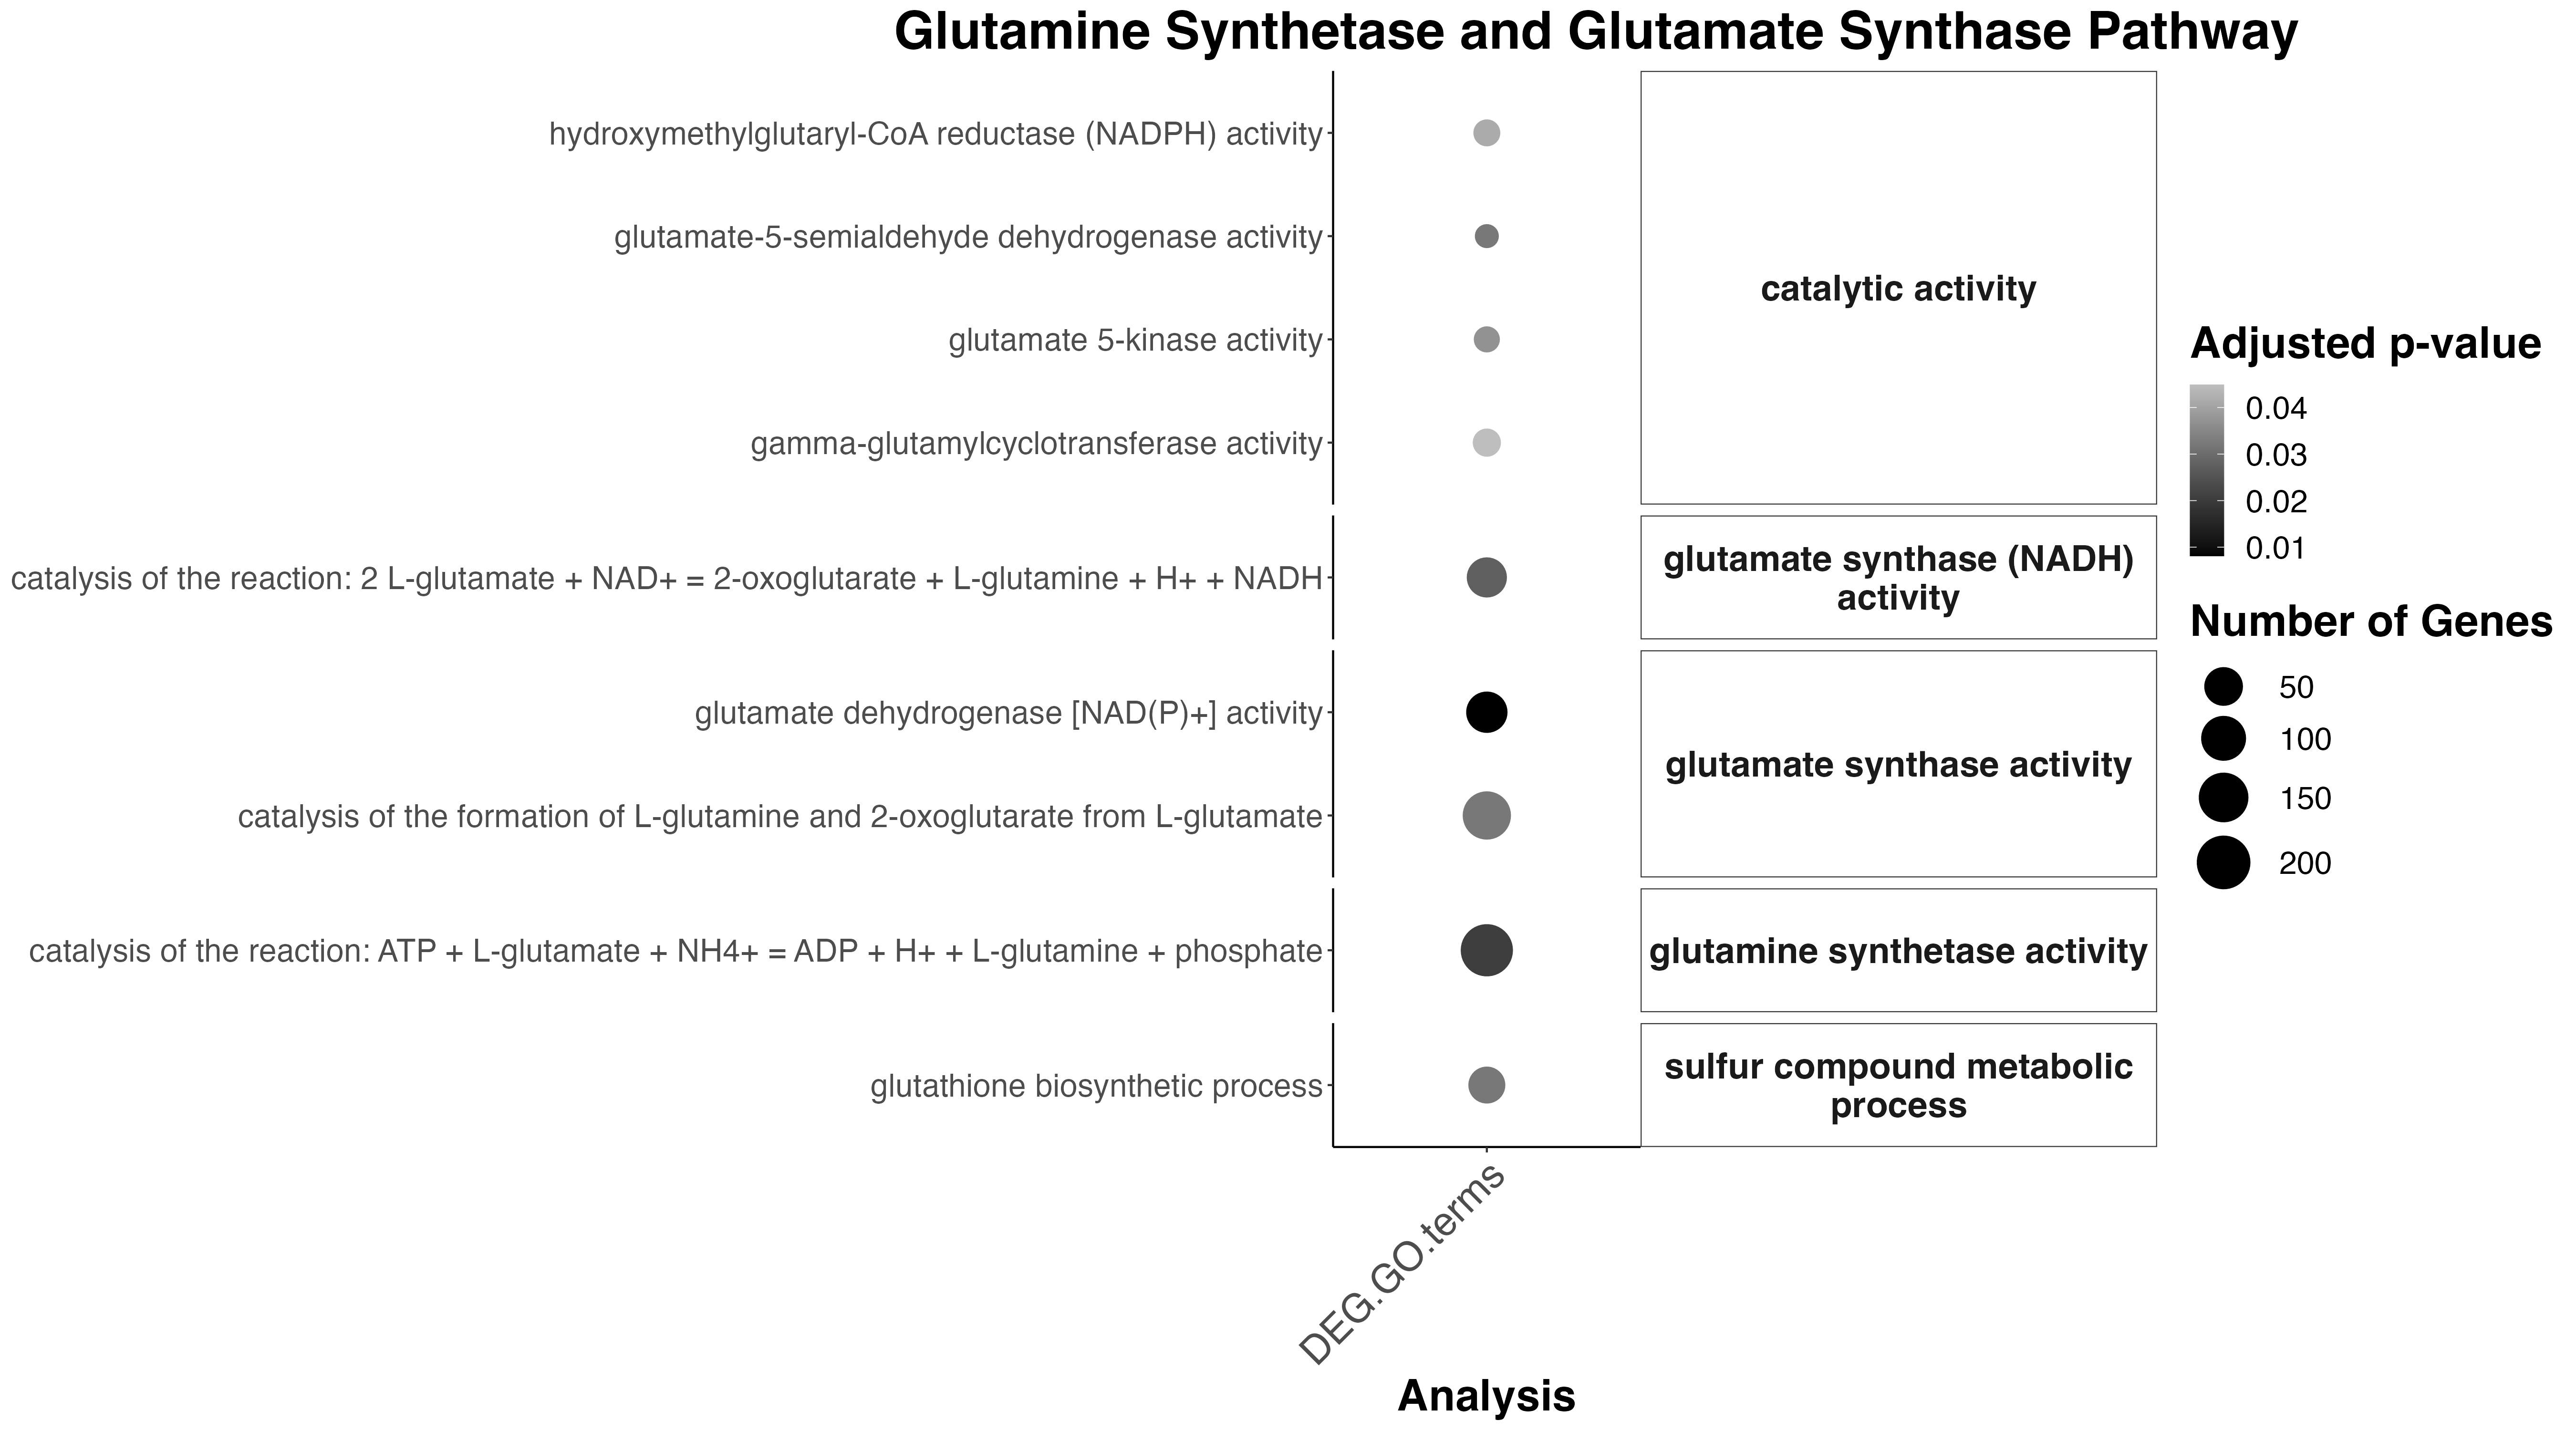 Glutamine Synthetase and Glutamate Synthase Pathway
hydroxymethylglutaryl-CoA reductase (NADPH) activity
glutamate-5-semialdehyde dehydrogenase activity
glutamate 5-kinase activity
gamma-glutamylcyclotransferase activity
catalytic activity
catalysis of the reaction: 2 L-glutamate + NAD+ = 2-oxoglutarate + L-glutamine + H+ + NADH
glutamate synthase (NADH)
activity
glutamate dehydrogenase [NAD(P)+] activity
catalysis of the formation of L-glutamine and 2-oxoglutarate from L-glutamate
glutamate synthase activity
catalysis of the reaction: ATP + L-glutamate + NH4+ = ADP + H+ + L-glutamine + phosphate
glutamine synthetase activity
glutathione biosynthetic process
sulfur compound metabolic
process
DEG.GO.terms
Analysis
Adjusted p-value
0.04
0.03
0.02
0.01
Number of Genes
50
100
150
200